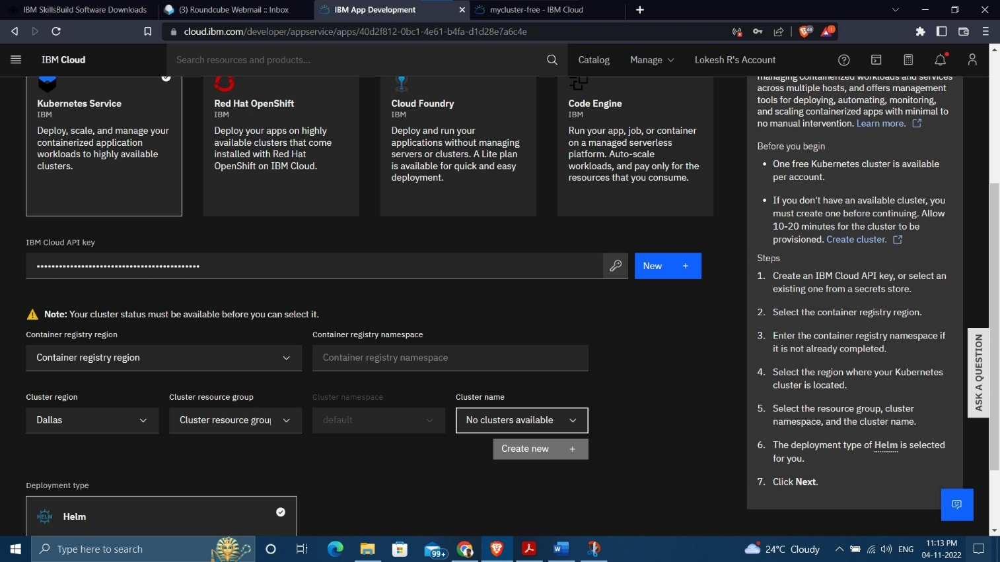 IBM SkillsBuild Software Downloads
(3) Roundcube Webmail :: Inbox
IBM App Development
mycluster-free - IBM Cloud
cloud.ibm.com/developer/appservice/apps/40d2f812-0bc1-4e61-b4fa-d1d28e7a6c4e
44
1
IBM Cloud
Search resources and products...
Catalog
Manage
Lokesh R's Account
Kubernetes Service
IBM
Deploy, scale, and manage your
containerized application
workloads to highly available
clusters.
Red Hat OpenShift
IBM
Deploy your apps on highly
available clusters that come
installed with Red Hat
OpenShift on IBM Cloud.
Cloud Foundry
IBM
Deploy and run your
applications without managing
servers or clusters. A Lite plan
is available for quick and easy
deployment.
Code Engine
IBM
Run your app, job, or container
on a managed serverless
platform. Auto-scale
workloads, and pay only for the
resources that you consume.
IBM Cloud API key
New +
Note: Your cluster status must be available before you can select it.
Container registry region
Container registry region
Container registry namespace
Container registry namespace
Cluster region
Dallas
Cluster resource group
Cluster resource grou
Cluster namespace
default
Cluster name
No clusters available
Create new +
Deployment type
HELM
Helm
managing containerized workloads and services
across multiple hosts, and offers management
tools for deploying, automating, monitoring,
and scaling containerized apps with minimal to
no manual intervention. Learn more.
Before you begin
• One free Kubernetes cluster is available
per account.
• If you don't have an available cluster, you
must create one before continuing. Allow
10-20 minutes for the cluster to be
provisioned. Create cluster.
Steps
1. Create an IBM Cloud API key, or select an
existing one from a secrets store.
2. Select the container registry region.
3. Enter the container registry namespace if
it is not already completed.
4. Select the region where your Kubernetes
cluster is located.
5. Select the resource group, cluster
namespace, and the cluster name.
6. The deployment type of Helm is selected
for you.
7. Click Next.
ASK A QUESTION
Type here to search
99+
24°C Cloudy
ENG
11:13 PM
04-11-2022